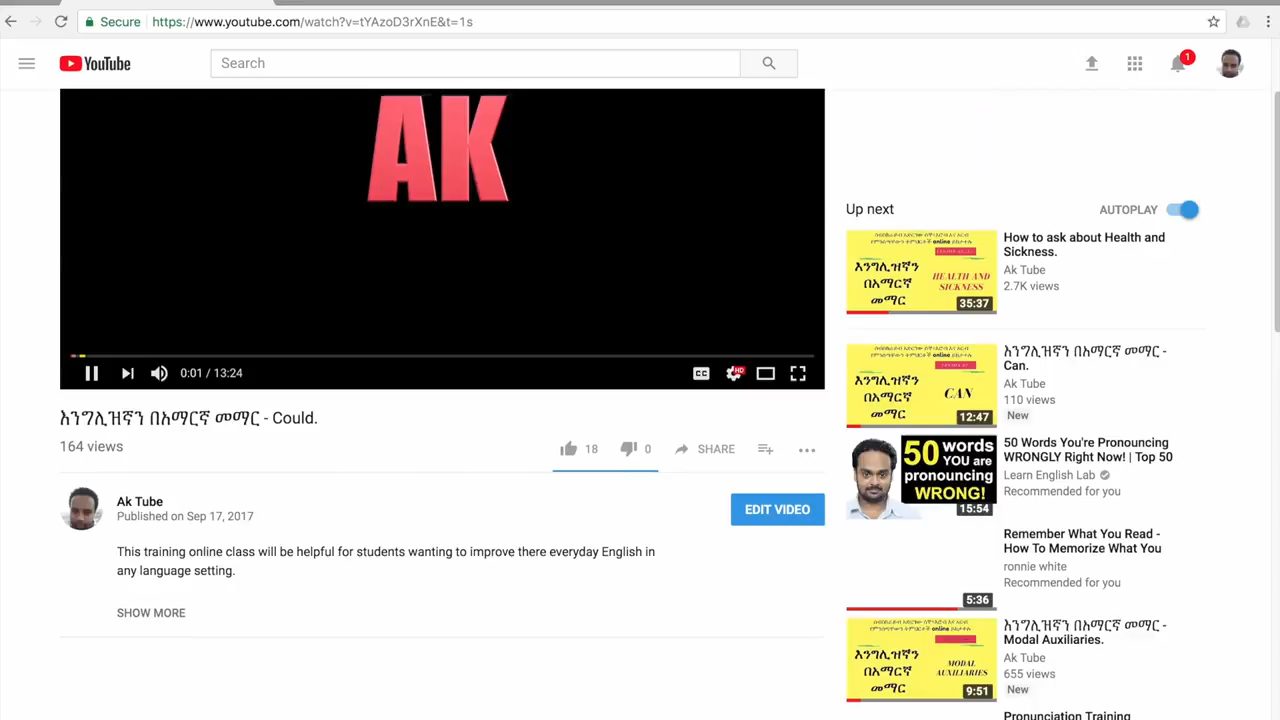 Secure https://www.youtube.com/watch?v=tYAzoD3rXnE&t=1s
YouTube
Search
1
AK
0:01 / 13:24
CC
HD
እንግሊዝኛን በአማርኛ መማር - Could.
164 views
18
0
SHARE
Ak Tube
Published on Sep 17, 2017
EDIT VIDEO
This training online class will be helpful for students wanting to improve there everyday English in
any language setting.
SHOW MORE
Up next
AUTOPLAY
online
እንግሊዝኛን
በአማርኛ
መማር
HEALTH AND
SICKNESS
35:37
How to ask about Health and
Sickness.
Ak Tube
2.7K views
online
እንግሊዝኛን
በአማርኛ
መማር
CAN
12:47
እንግሊዝኛን በአማርኛ መማር -
Can.
Ak Tube
110 views
New
50 words
YOU are
pronouncing
WRONG!
15:54
50 Words You're Pronouncing
WRONGLY Right Now! | Top 50
Learn English Lab
Recommended for you
5:36
Remember What You Read -
How To Memorize What You
ronnie white
Recommended for you
online
እንግሊዝኛን
በአማርኛ
መማር
MODAL
AUXILIARIES
9:51
እንግሊዝኛን በአማርኛ መማር -
Modal Auxiliaries.
Ak Tube
655 views
New
Pronunciation Training